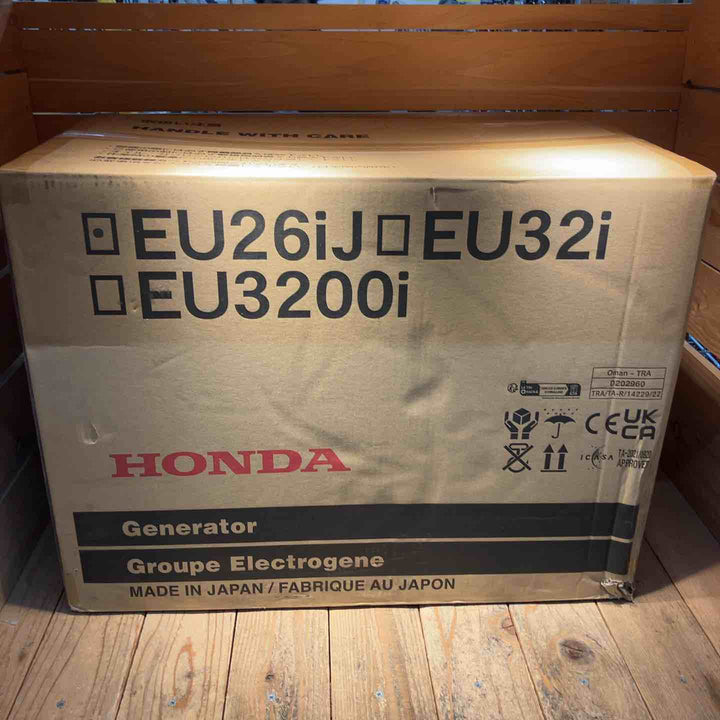 HANDLE WITH CARE
EU26iJ EU32i
EU3200i
Oman - TRA
D202960
TRA/TA-R/14229/22
CE UK CA
ICASA
APPROVED
HONDA
Generator
Groupe Electrogene
MADE IN JAPAN / FABRIQUE AU JAPON